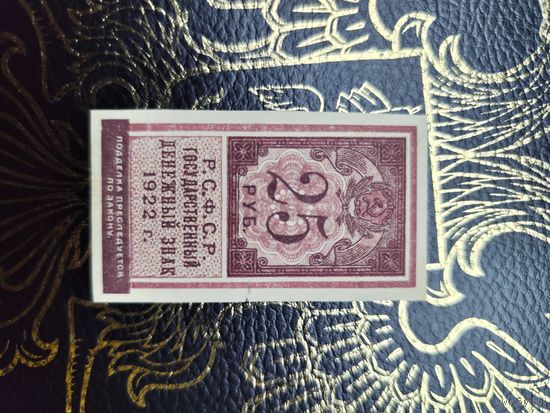 25
РУБ.
Р.С.Ф.С.Р.
ГОСУДАРСТВЕННЫЙ
ДЕНЕЖНЫЙ ЗНАК
1922 г.
ПОДДЕЛКА ПРЕСЛЕДУЕТСЯ
ПО ЗАКОНУ.